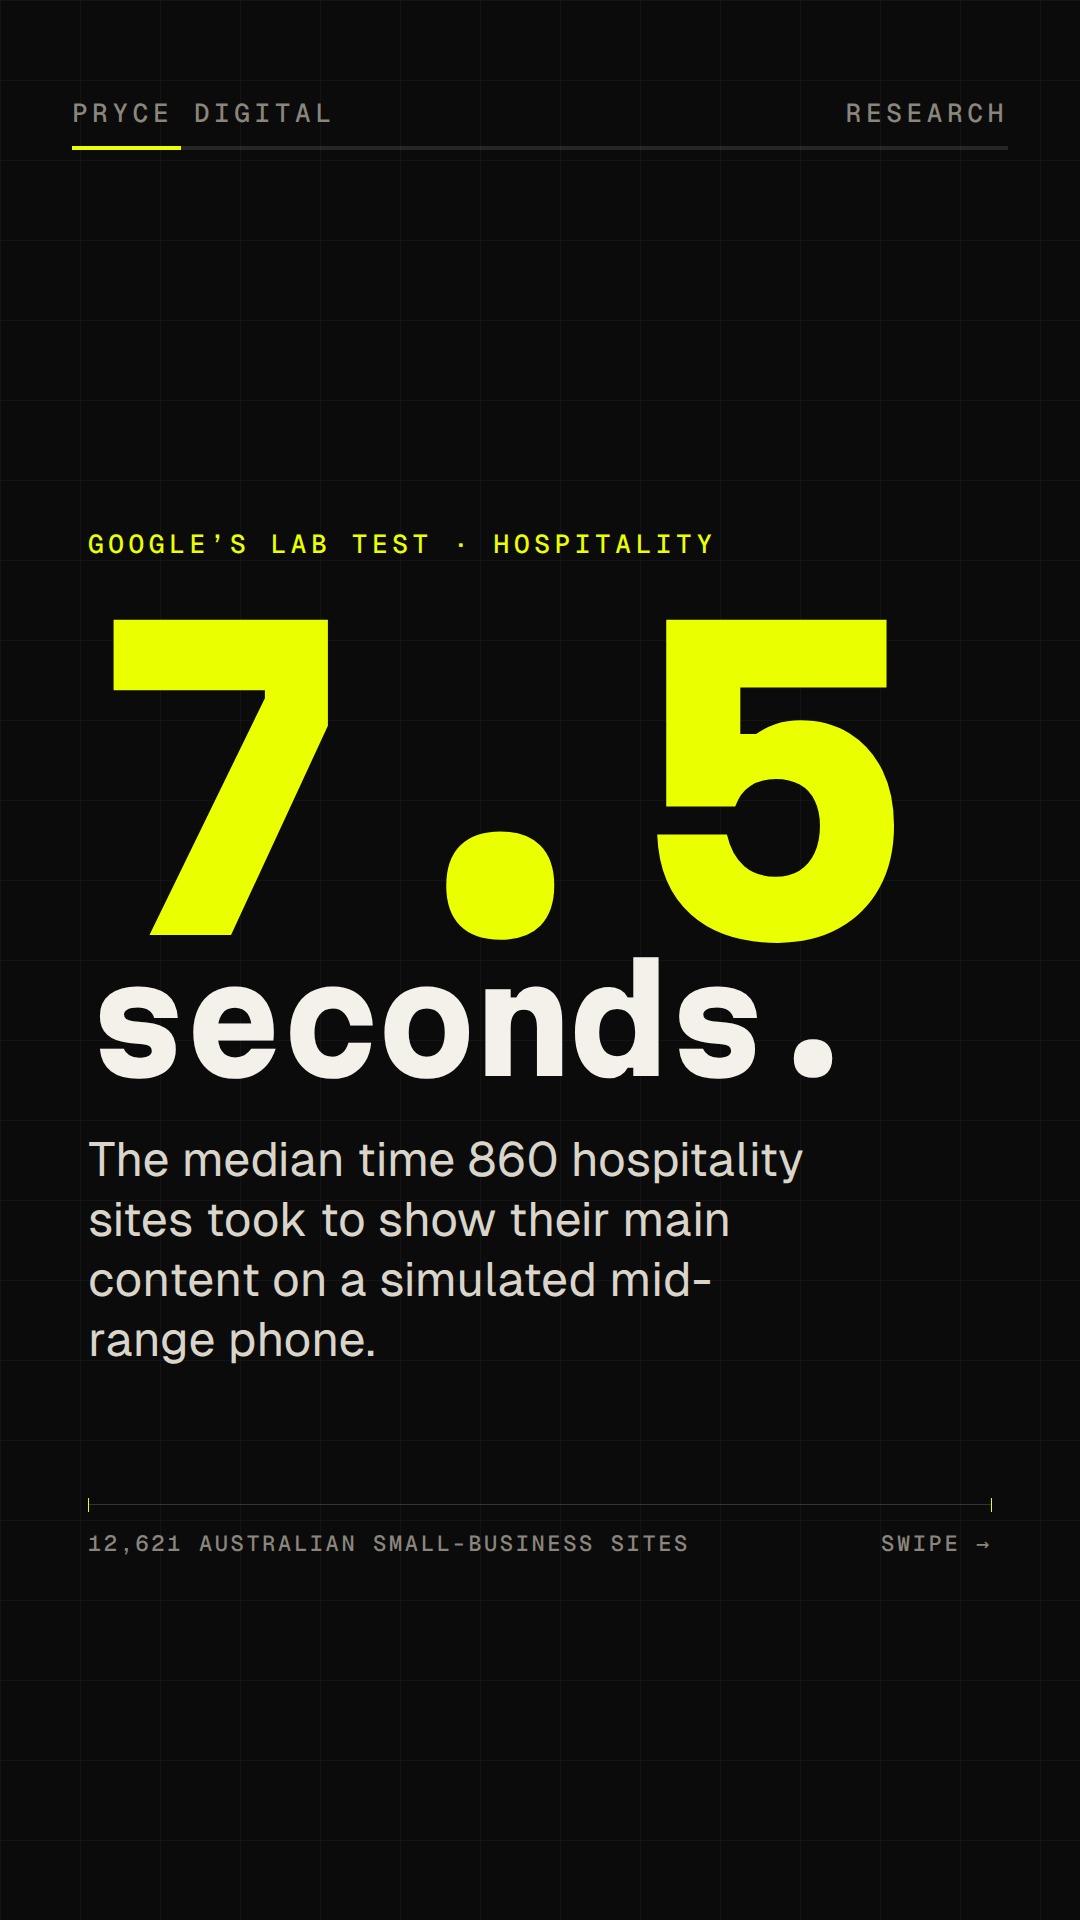 PRYCE DIGITAL
RESEARCH
GOOGLE’S LAB TEST · HOSPITALITY
7.5
seconds.
The median time 860 hospitality
sites took to show their main
content on a simulated mid-
range phone.
12,621 AUSTRALIAN SMALL-BUSINESS SITES
SWIPE →